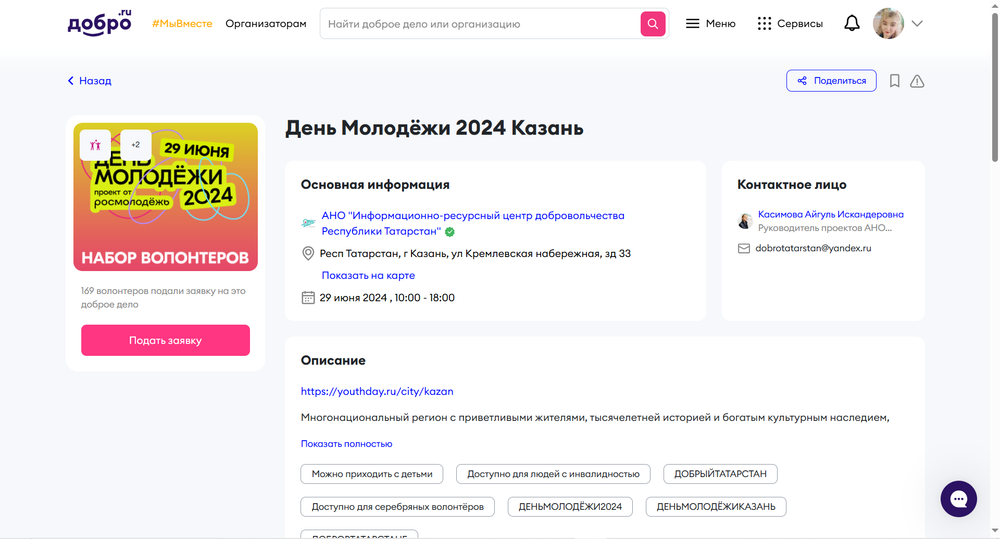 добро.ru
#МыВместе
Организаторам
Найти доброе дело или организацию
Меню
Сервисы
Назад
Поделиться
+2
29 ИЮНЯ
ДЕНЬ
МОЛОДЁЖИ
проект от
росмолодёжь
2024
НАБОР ВОЛОНТЕРОВ
169 волонтеров подали заявку на это
доброе дело
Подать заявку
День Молодёжи 2024 Казань
Основная информация
АНО "Информационно-ресурсный центр добровольчества
Республики Татарстан"
Респ Татарстан, г Казань, ул Кремлевская набережная, зд 33
Показать на карте
29 июня 2024 , 10:00 - 18:00
Контактное лицо
Касимова Айгуль Искандеровна
Руководитель проектов АНО...
dobrotatarstan@yandex.ru
Описание
https://youthday.ru/city/kazan
Многонациональный регион с приветливыми жителями, тысячелетней историей и богатым культурным наследием,
Показать полностью
Можно приходить с детьми
Доступно для людей с инвалидностью
ДОБРЫЙТАТАРСТАН
Доступно для серебряных волонтёров
ДЕНЬМОЛОДЁЖИ2024
ДЕНЬМОЛОДЁЖИКАЗАНЬ